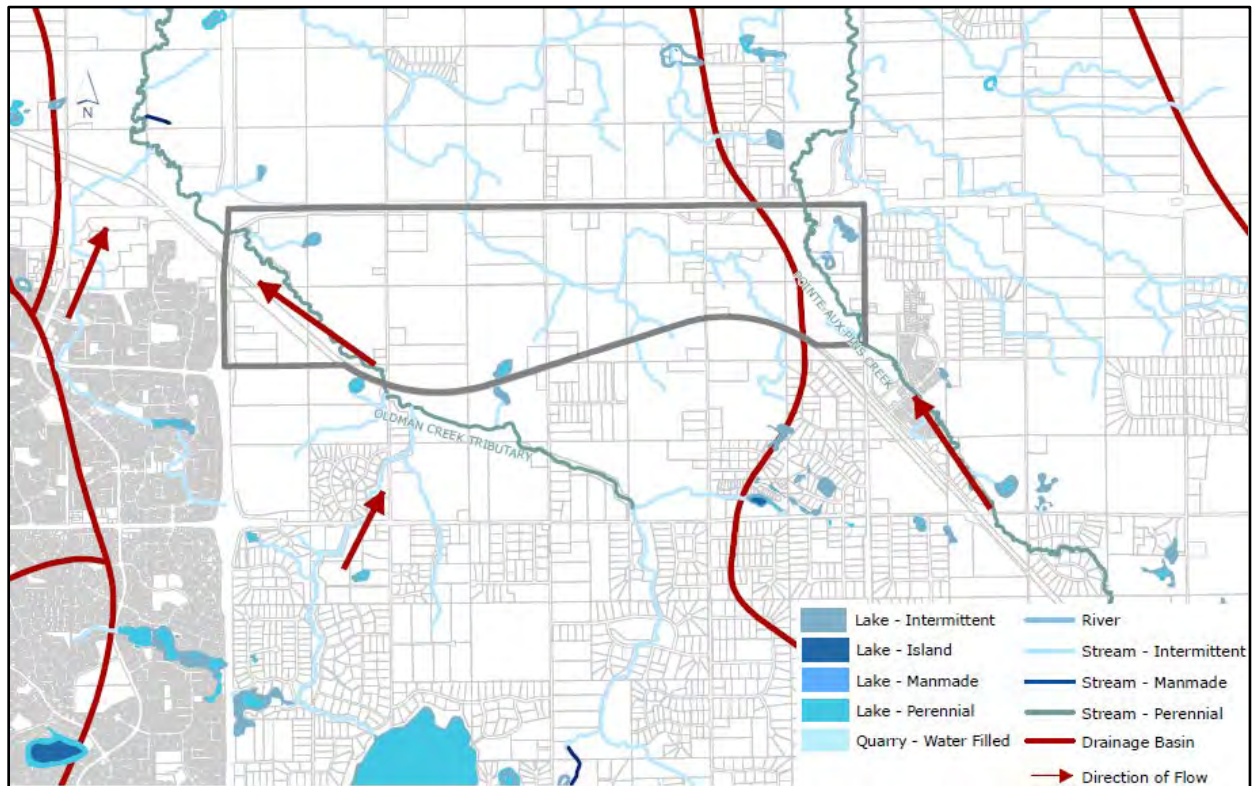 N
POINTE-AUX-PINS CREEK
OLDMAN CREEK TRIBUTARY
Lake - Intermittent
Lake - Island
Lake - Manmade
Lake - Perennial
Quarry - Water Filled
River
Stream - Intermittent
Stream - Manmade
Stream - Perennial
Drainage Basin
Direction of Flow